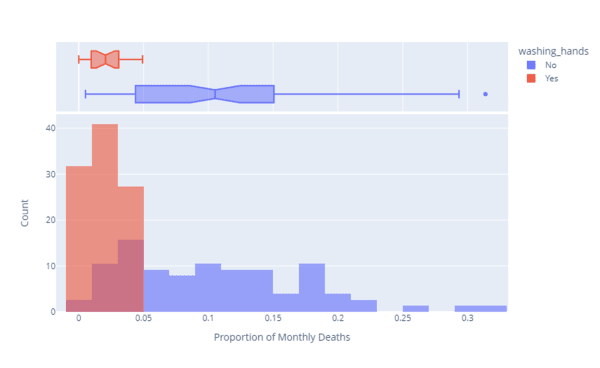 washing_hands
No
Yes
40
30
20
10
0
Count
0 0.05 0.1 0.15 0.2 0.25 0.3
Proportion of Monthly Deaths